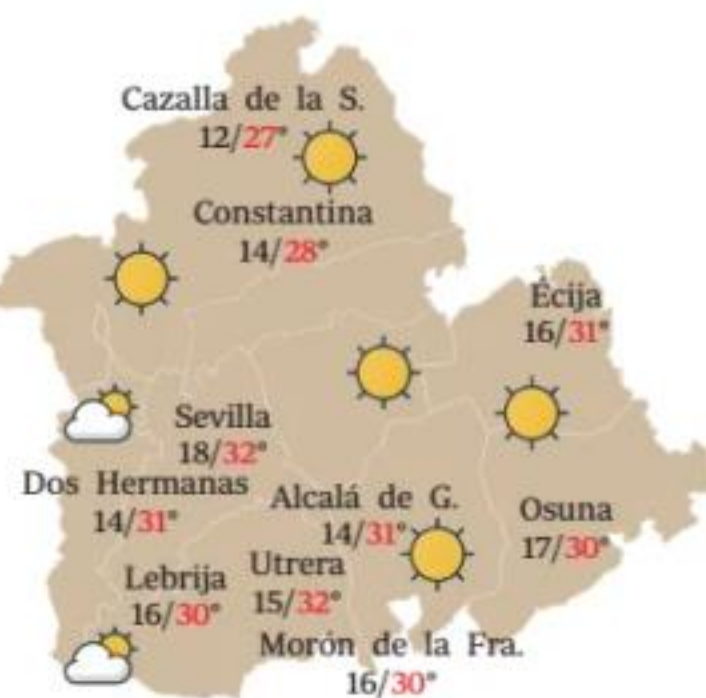 Cazalla de la S.
12/27°
Constantina
14/28°
Écija
16/31°
Sevilla
18/32°
Dos Hermanas
14/31°
Alcalá de G.
14/31°
Osuna
17/30°
Lebrija
16/30°
Utrera
15/32°
Morón de la Fra.
16/30°